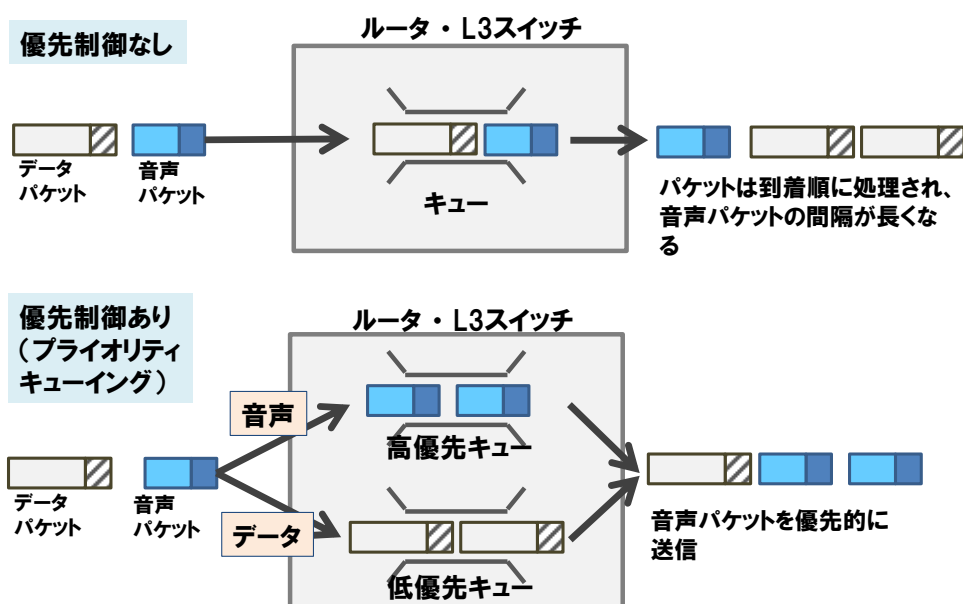 優先制御なし
ルータ・L3スイッチ
データ
パケット
音声
パケット
キュー
パケットは到着順に処理され、
音声パケットの間隔が長くな
る
優先制御あり
（プライオリティ
キューイング）
ルータ・L3スイッチ
音声
高優先キュー
データ
パケット
音声
パケット
データ
低優先キュー
音声パケットを優先的に
送信